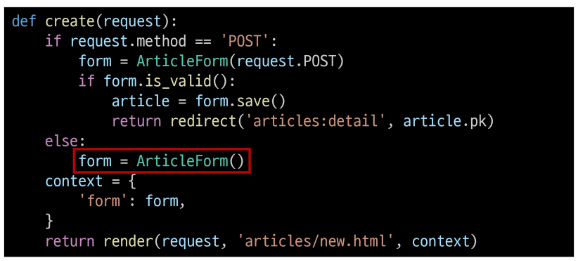 def create(request):
    if request.method == 'POST':
        form = ArticleForm(request.POST)
        if form.is_valid():
            article = form.save()
            return redirect('articles:detail', article.pk)
    else:
        form = ArticleForm()
    context = {
        'form': form,
    }
    return render(request, 'articles/new.html', context)